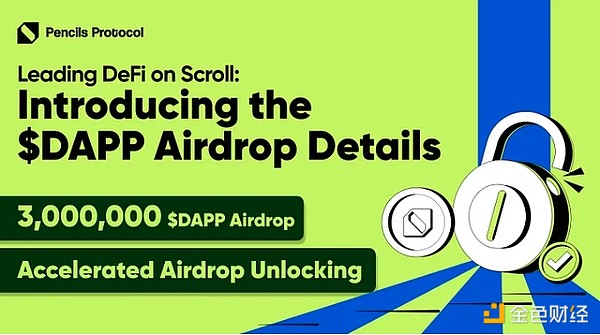 Pencils Protocol
Leading DeFi on Scroll:
Introducing the
$DAPP Airdrop Details
3,000,000 $DAPP Airdrop
Accelerated Airdrop Unlocking
金色财经